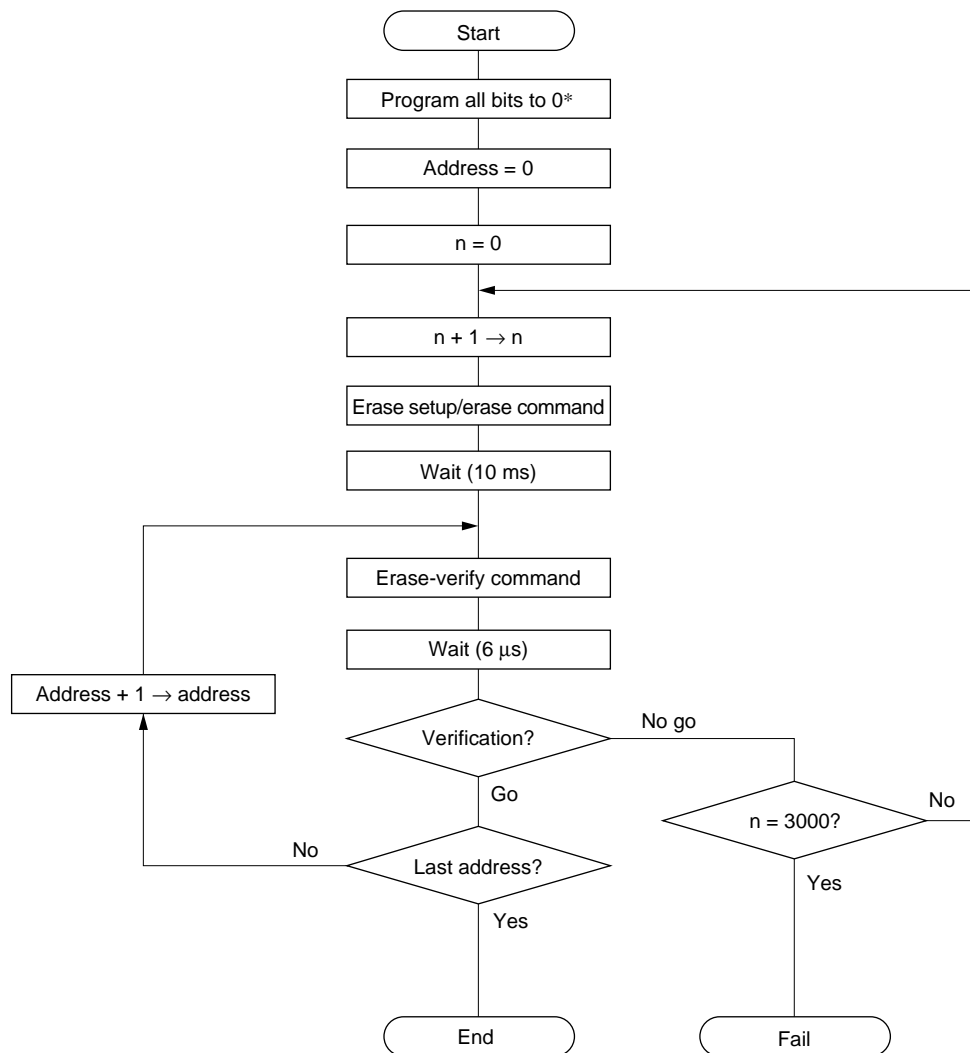 Start
Program all bits to 0*
Address = 0
n = 0
n + 1 → n
Erase setup/erase command
Wait (10 ms)
Erase-verify command
Wait (6 μs)
Address + 1 → address
Verification?
No go
Go
n = 3000?
No
No
Last address?
Yes
Yes
End
Fail